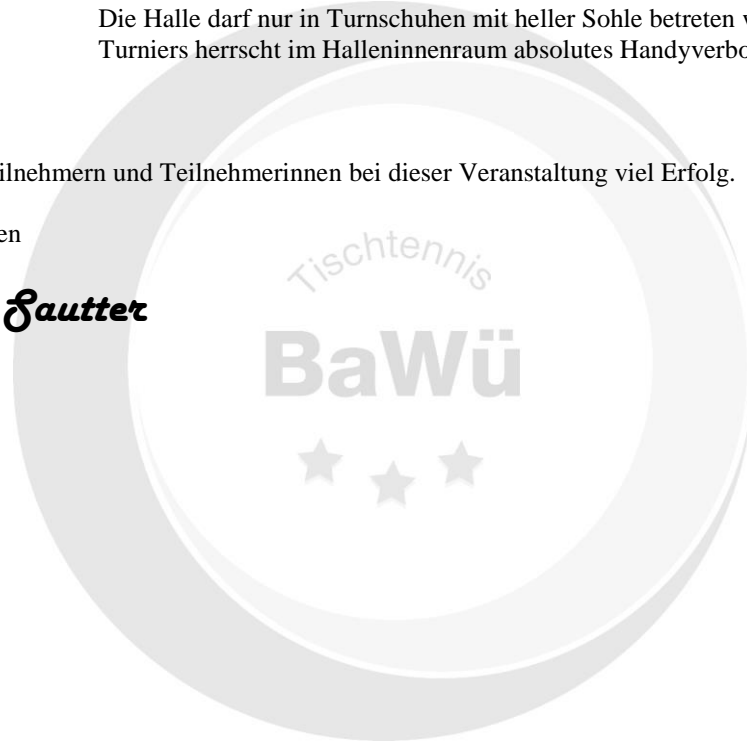 Die Halle darf nur in Turnschuhen mit heller Sohle betreten
Turniers herrscht im Halleninnenraum absolutes
ilnehmern und Teilnehmerinnen bei dieser Veranstaltung viel Erfolg.
en
Sautter
Tischtennis
BaWü